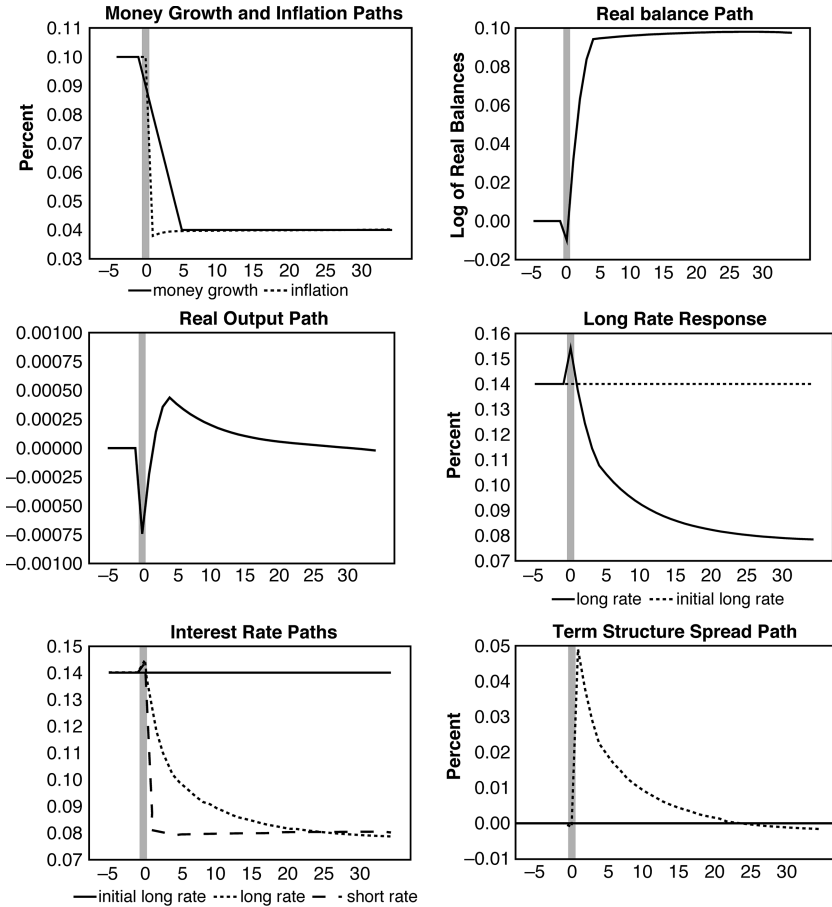 Money Growth and Inflation Paths
0.11
0.10
0.09
0.08
0.07
0.06
0.05
0.04
0.03
Percent
–5 0 5 10 15 20 25 30
money growth inflation
Real balance Path
0.10
0.08
0.06
0.04
0.02
0.00
–0.02
Log of Real Balances
–5 0 5 10 15 20 25 30
Real Output Path
0.00100
0.00075
0.00050
0.00025
0.00000
–0.00025
–0.00050
–0.00075
–0.00100
–5 0 5 10 15 20 25 30
Long Rate Response
0.16
0.15
0.14
0.13
0.12
0.11
0.10
0.09
0.08
0.07
Percent
–5 0 5 10 15 20 25 30
long rate initial long rate
Interest Rate Paths
0.15
0.14
0.13
0.12
0.11
0.10
0.09
0.08
0.07
–5 0 5 10 15 20 25 30
initial long rate long rate short rate
Term Structure Spread Path
0.05
0.04
0.03
0.02
0.01
0.00
–0.01
Percent
–5 0 5 10 15 20 25 30